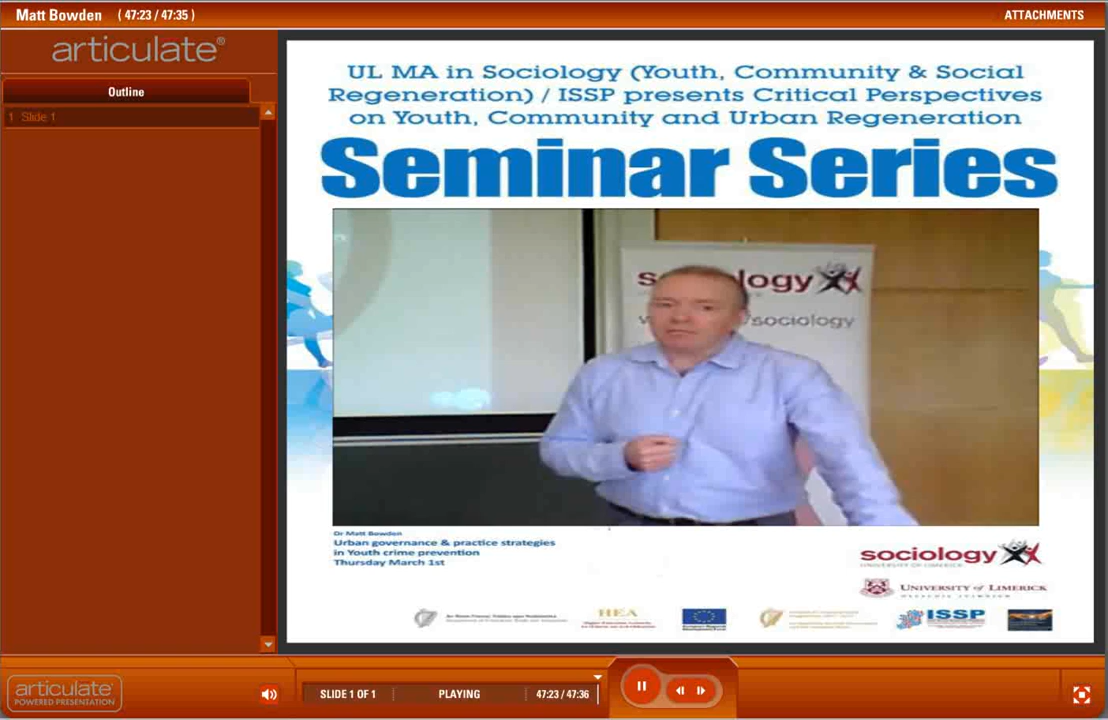 Matt Bowden ( 47:23 / 47:35 )
ATTACHMENTS
articulate®
Outline
1 Slide 1
UL MA in Sociology (Youth, Community & Social
Regeneration) / ISSP presents Critical Perspectives
on Youth, Community and Urban Regeneration
Seminar Series
sociology
/sociology
Dr Matt Bowden
Urban governance & practice strategies
in Youth crime prevention
Thursday March 1st
sociology
UNIVERSITY OF LIMERICK
UNIVERSITY of LIMERICK
HEA
ISSP
articulate®
POWERED PRESENTATION
SLIDE 1 OF 1
PLAYING
47:23 / 47:36